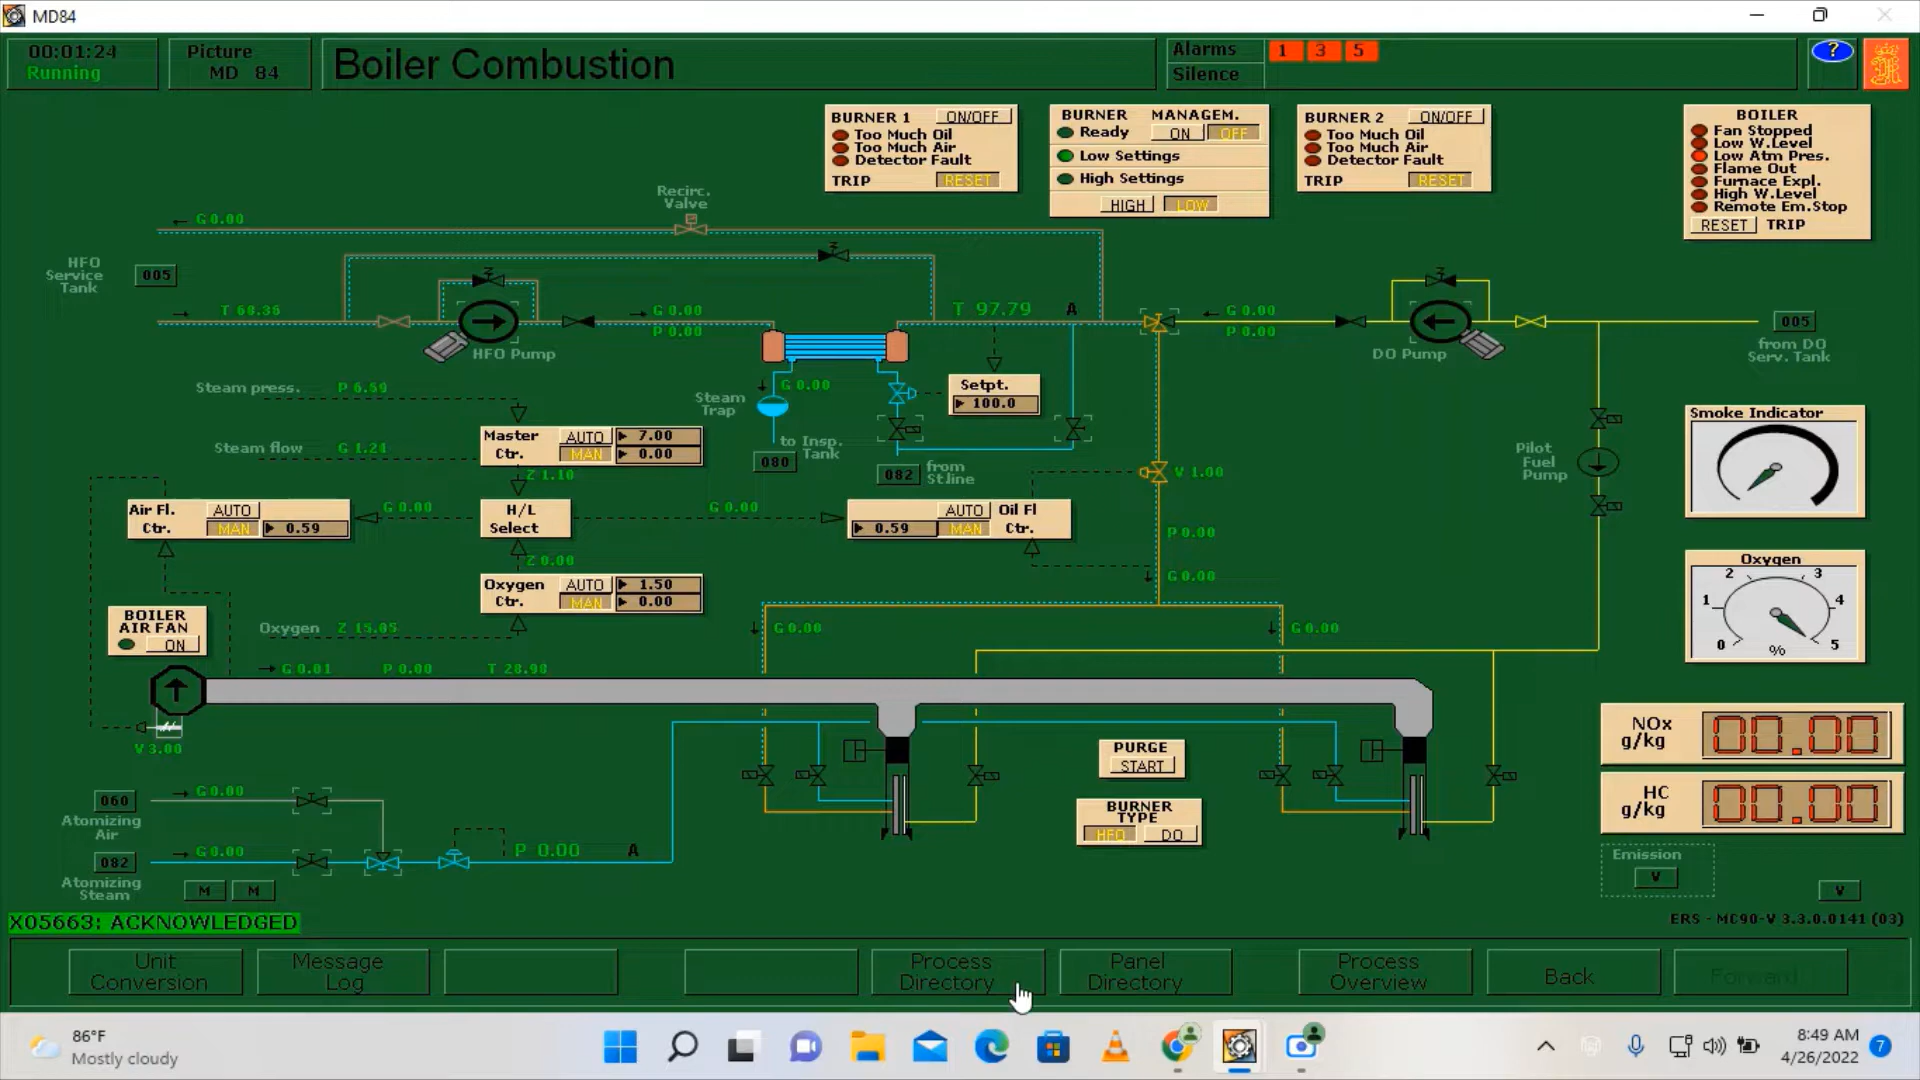 MD84
00:01:24
Running
Picture
MD 84
Boiler Combustion
Alarms
Silence
1 3 5
?
BURNER 1 ON/OFF
Too Much Oil
Too Much Air
Detector Fault
TRIP RESET
BURNER MANAGEM.
Ready ON OFF
Low Settings
High Settings
HIGH LOW
BURNER 2 ON/OFF
Too Much Oil
Too Much Air
Detector Fault
TRIP RESET
BOILER
Fan Stopped
Low W.Level
Low Atm Pres.
Flame Out
Furnace Expl.
High W.Level
Remote Em.Stop
RESET TRIP
Recirc.
Valve
G 0.00
HFO
Service
Tank
005
T 68.36
HFO Pump
G 0.00
P 0.00
T 97.79 A
G 0.00
P 0.00
DO Pump
005
from DO
Serv. Tank
Steam press. P 6.59
Steam
Trap
G 0.00
Setpt.
100.0
to Insp.
Tank
080
082
from
St.line
Steam flow G 1.24
Master
Ctr.
AUTO 7.00
MAN 0.00
Z 1.10
Air Fl.
Ctr.
AUTO
MAN 0.59
G 0.00
H/L
Select
G 0.00
AUTO Oil Fl
0.59 MAN Ctr.
V 1.00
P 0.00
G 0.00
Z 0.00
Oxygen
Ctr.
AUTO 1.50
MAN 0.00
Oxygen Z 15.05
Pilot
Fuel
Pump
Smoke Indicator
Oxygen
0 1 2 3 4 5
%
BOILER
AIR FAN
ON
G 0.01 P 0.00 T 28.90
G 0.00
G 0.00
V 3.00
PURGE
START
BURNER
TYPE
HFO DO
NOx
g/kg
00.00
HC
g/kg
00.00
060
Atomizing
Air
G 0.00
082
Atomizing
Steam
G 0.00
P 0.00 A
M M
Emission
V
V
X05663: ACKNOWLEDGED
ERS - MC90-V 3.3.0.0141 (03)
Unit
Conversion
Message
Log
Process
Directory
Panel
Directory
Process
Overview
Back
Forward
86°F
Mostly cloudy
8:49 AM
4/26/2022
7